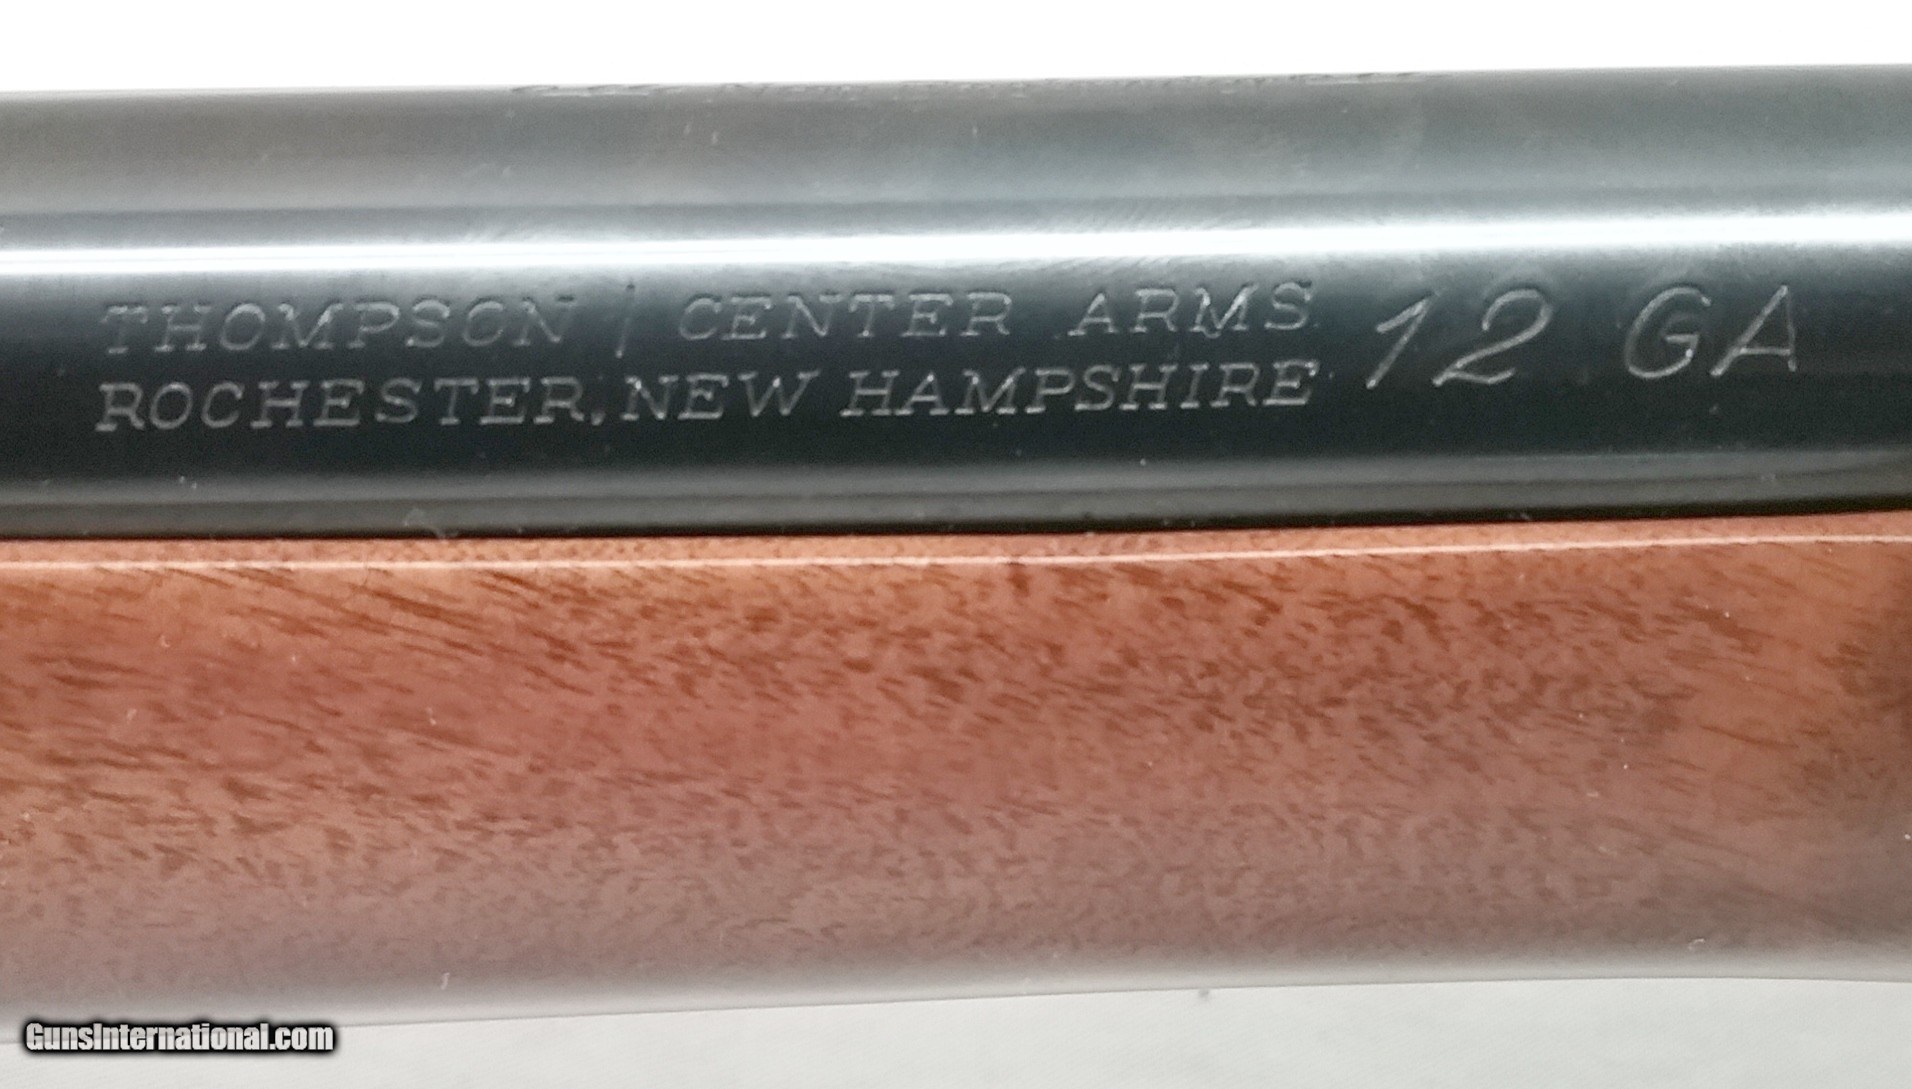 THOMPSON / CENTER ARMS. 12 GA
ROCHESTER, NEW HAMPSHIRE
GunsInternational.com